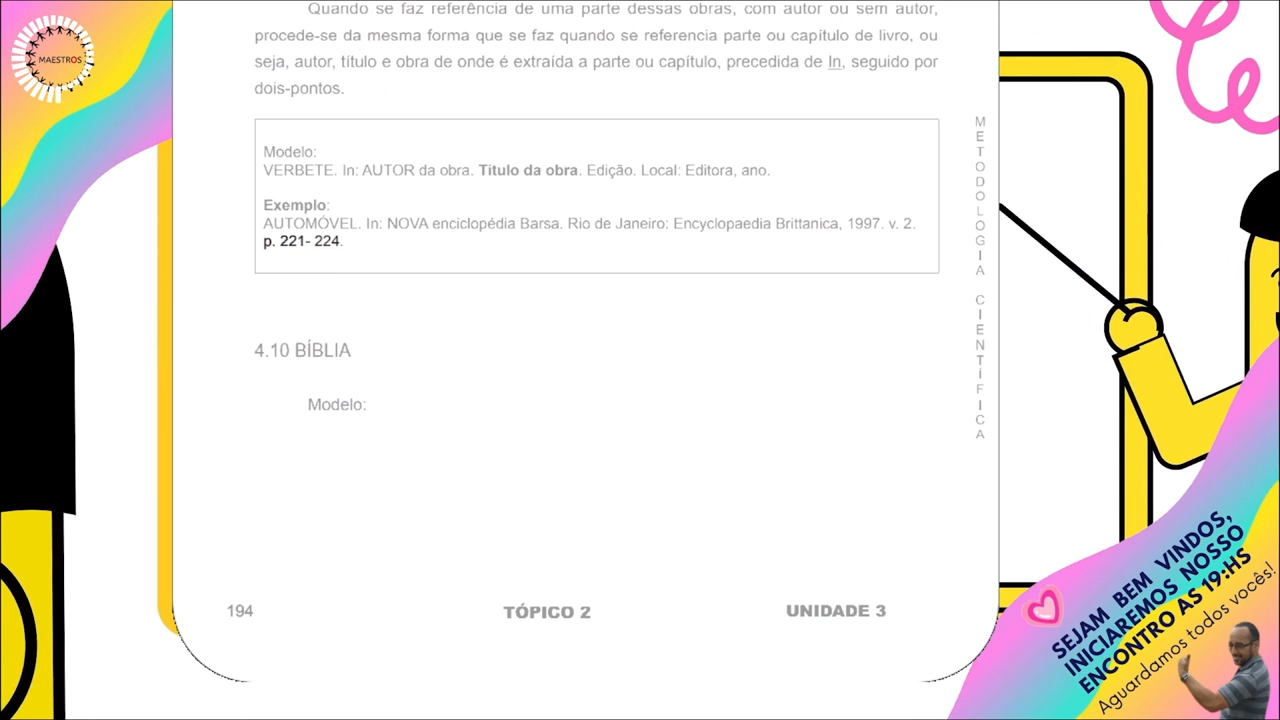 MAESTROS
Quando se faz referência de uma parte dessas obras, com autor ou sem autor,
procede-se da mesma forma que se faz quando se referencia parte ou capítulo de livro, ou
seja, autor, título e obra de onde é extraída a parte ou capítulo, precedida de In, seguido por
dois-pontos.
Modelo:
VERBETE. In: AUTOR da obra. Título da obra. Edição. Local: Editora, ano.
Exemplo:
AUTOMÓVEL. In: NOVA enciclopédia Barsa. Rio de Janeiro: Encyclopaedia Brittanica, 1997. v. 2.
p. 221- 224.
4.10 BÍBLIA
Modelo:
194 TÓPICO 2 UNIDADE 3
METODOLOGIA CIENTÍFICA
SEJAM BEM VINDOS,
INICIAREMOS NOSSO
ENCONTRO AS 19:HS
Aguardamos todos vocês!